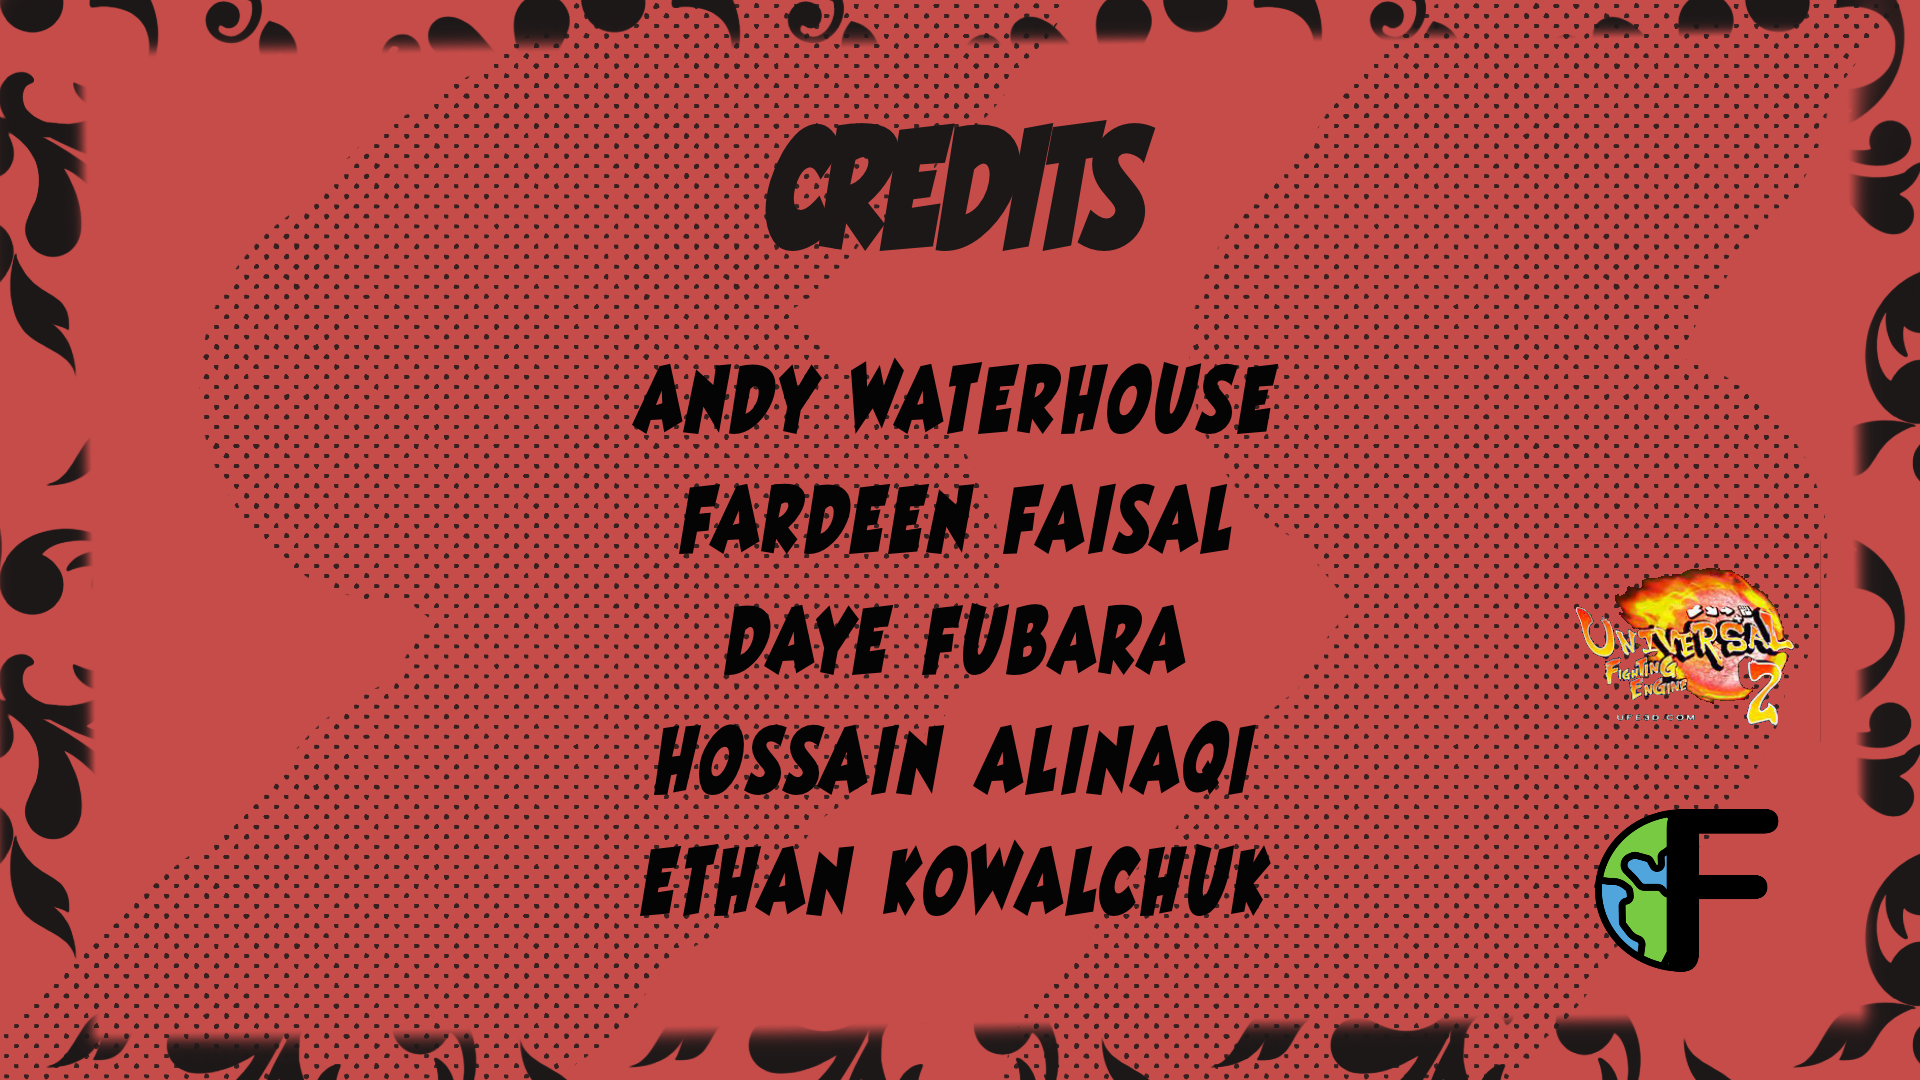 CREDITS
ANDY WATERHOUSE
FARDEEN FAISAL
DAYE FUBARA
HOSSAIN ALINAQI
ETHAN KOWALCHUK
UNIVERSAL
FIGHTING
ENGINE
2
UFE3D.COM
F